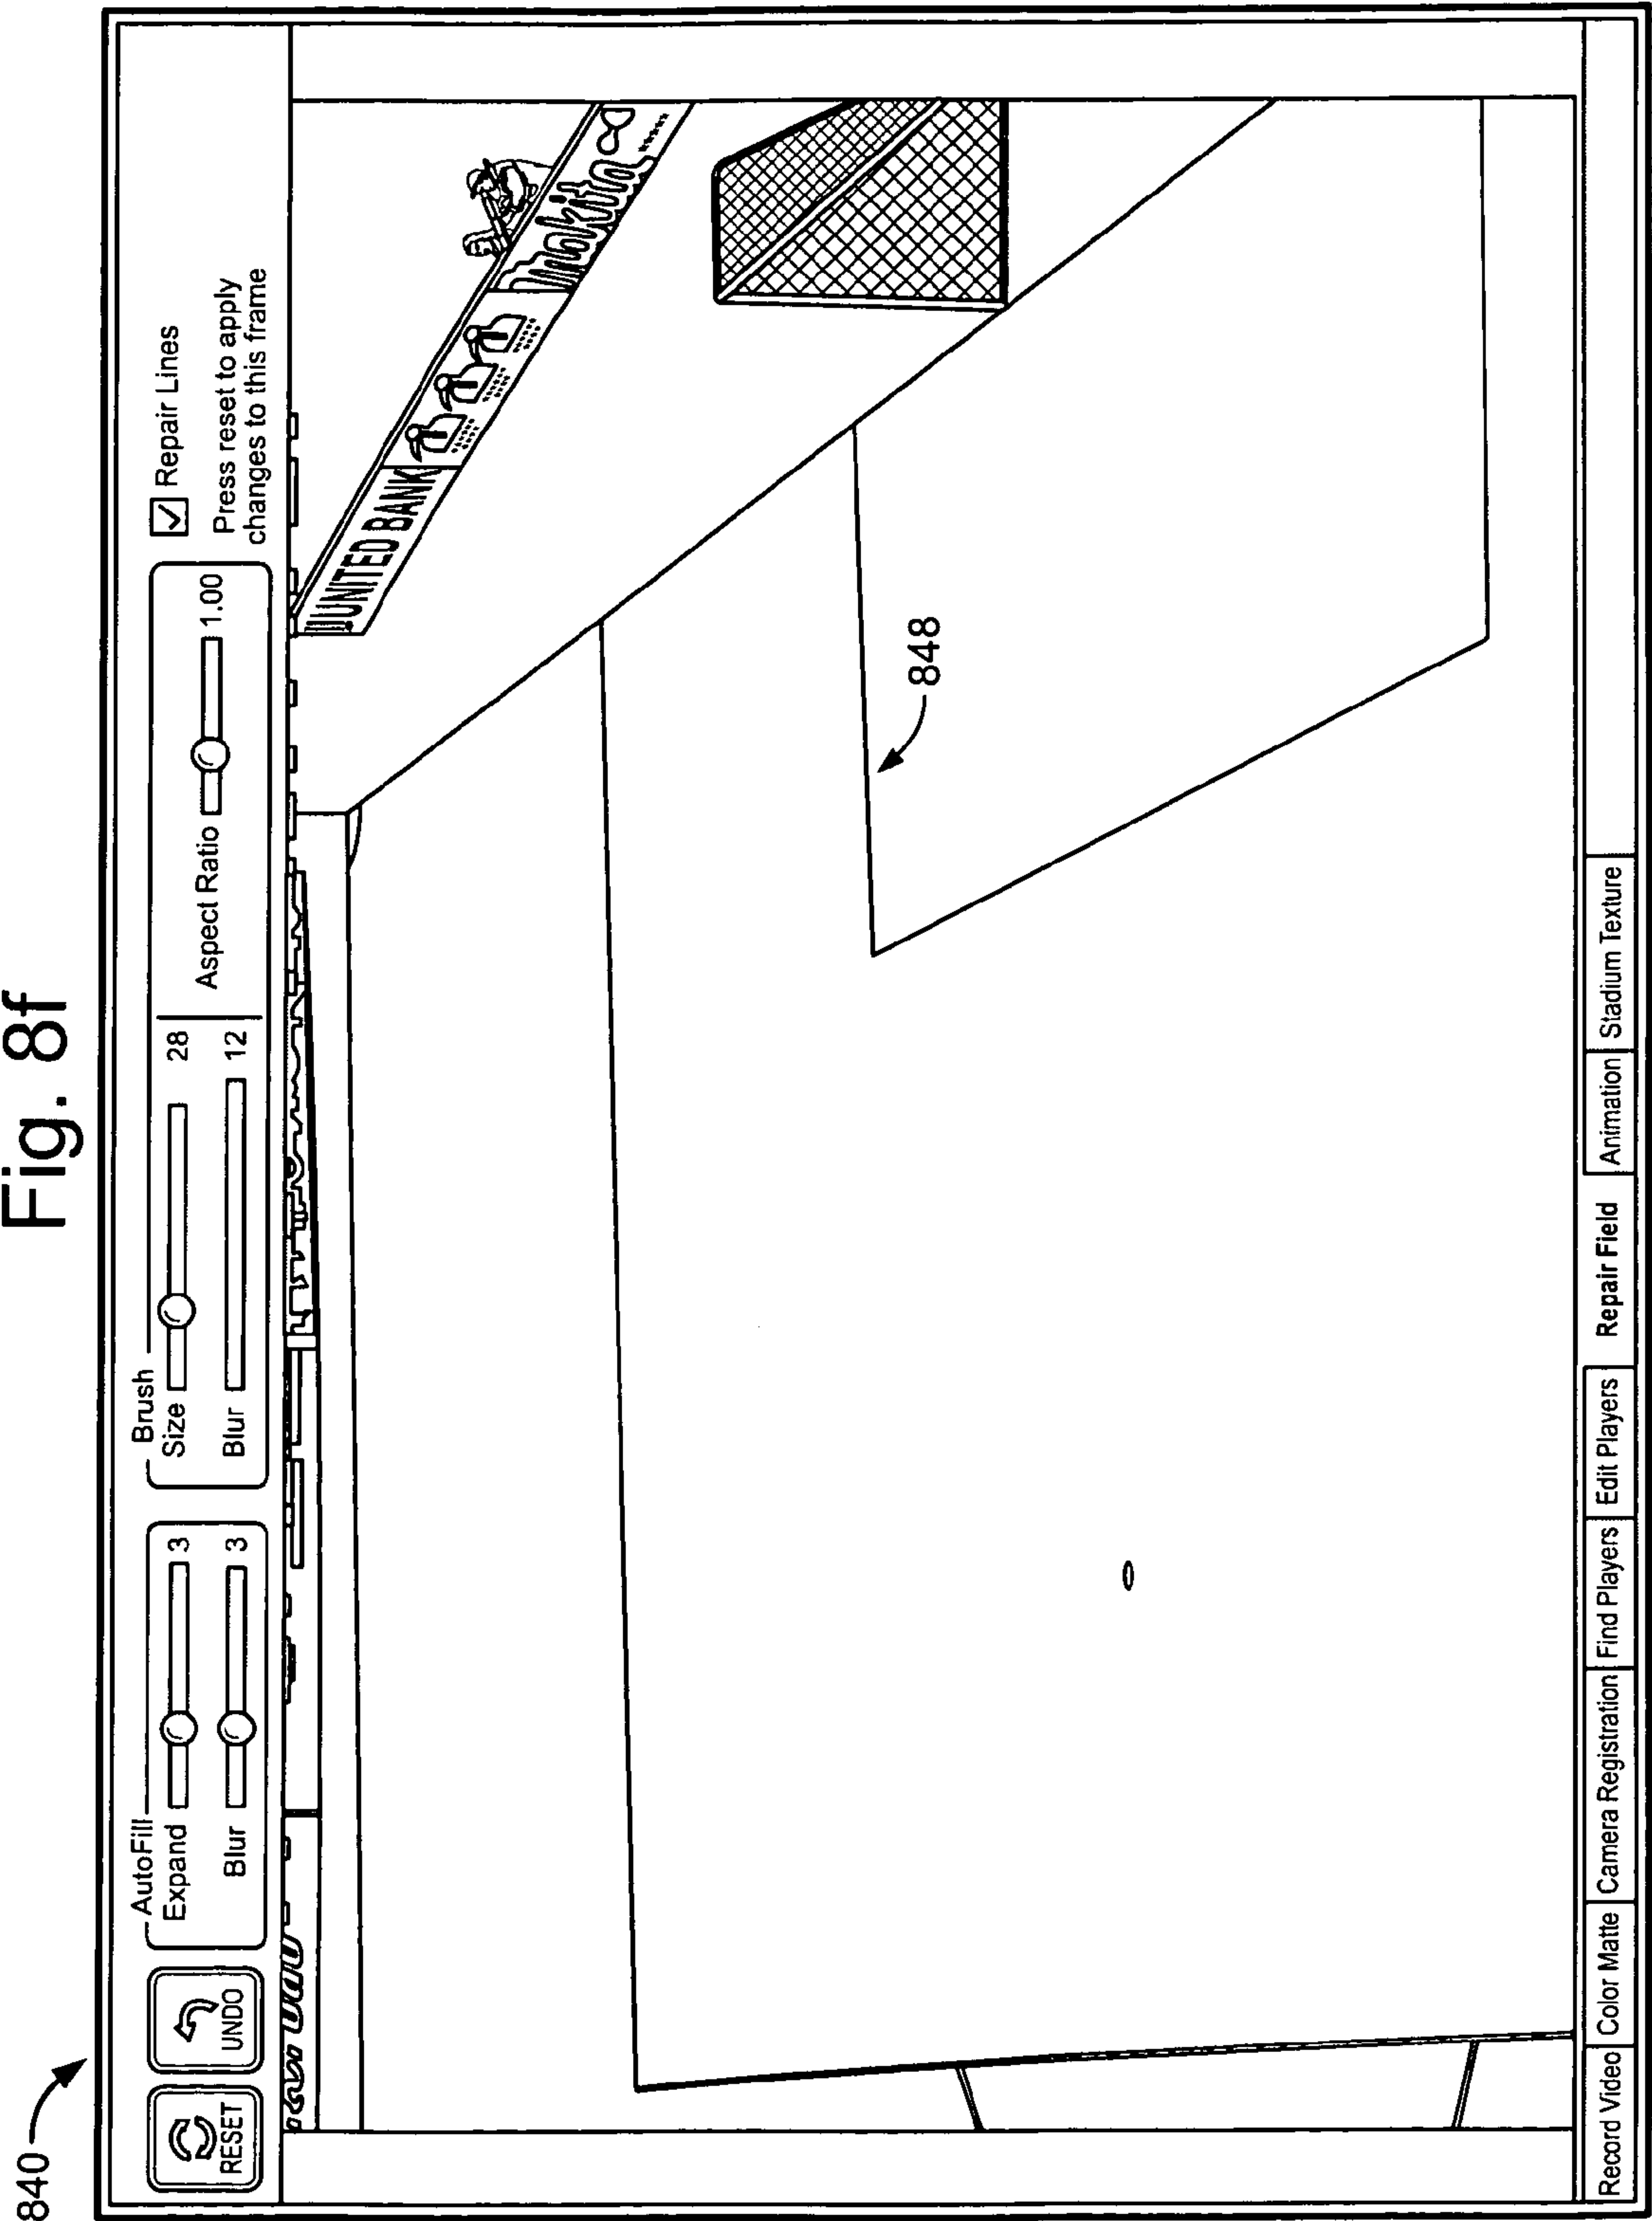 Fig. 8f
840
RESET
UNDO
AutoFill
Expand 3
Blur 3
Brush
Size 28
Blur 12
Aspect Ratio 1.00
Repair Lines
Press reset to apply
changes to this frame
UNITED BANK
makita
848
Record Video Color Matte Camera Registration Find Players Edit Players Repair Field Animation Stadium Texture